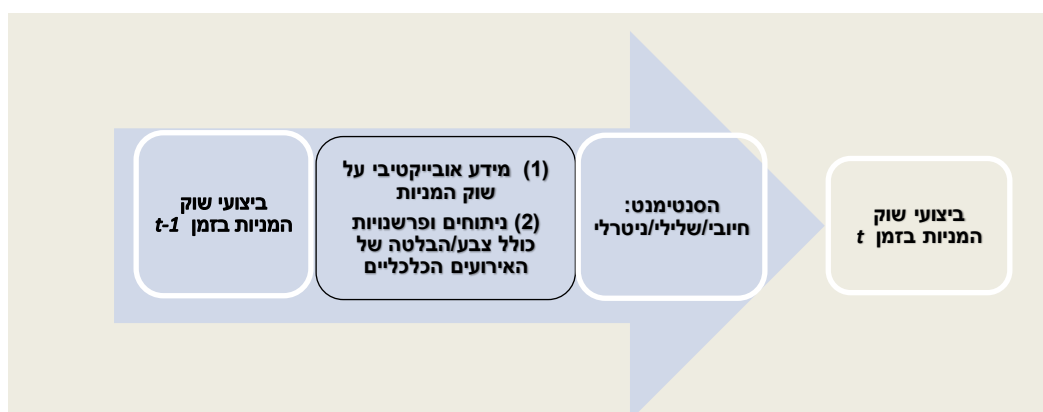 ביצועי שוק
המניות בזמן t-1
(1) מידע אובייקטיבי על
שוק המניות
(2) ניתוחים ופרשנויות
כולל צבע/הבלטה של
האירועים הכלכליים
הסנטימנט:
חיובי/שלילי/ניטרלי
ביצועי שוק
המניות בזמן t